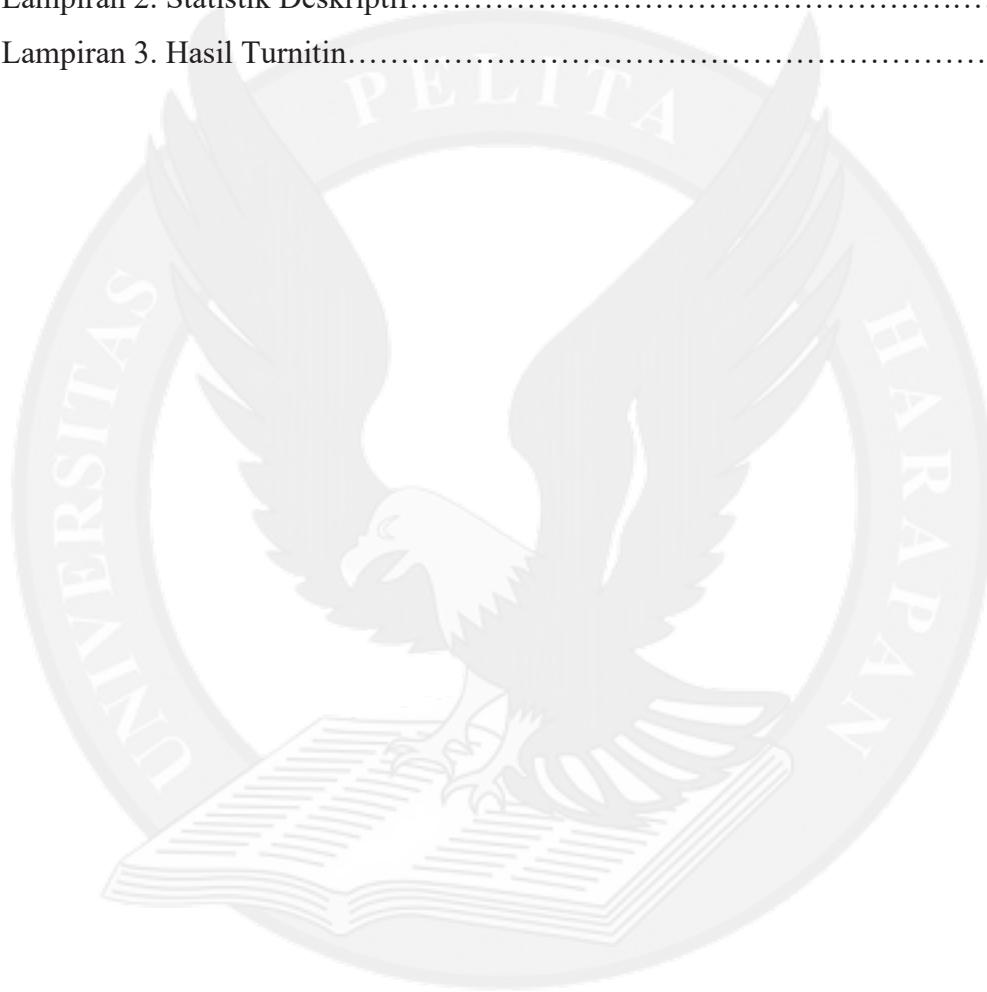 Lampiran 2. Statistik Deskriptif……………………………………………………
Lampiran 3. Hasil Turnitin…………………………………………………………
UNIVERSITAS PELITA HARAPAN